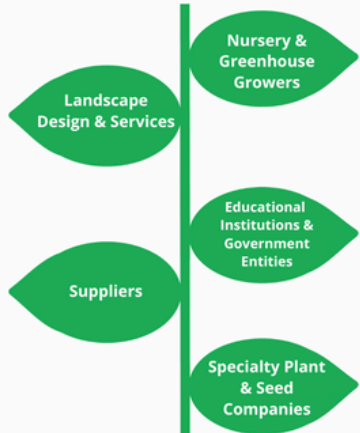 Nursery &
Greenhouse
Growers
Landscape
Design & Services
Educational
Institutions &
Government
Entities
Suppliers
Specialty Plant
& Seed
Companies